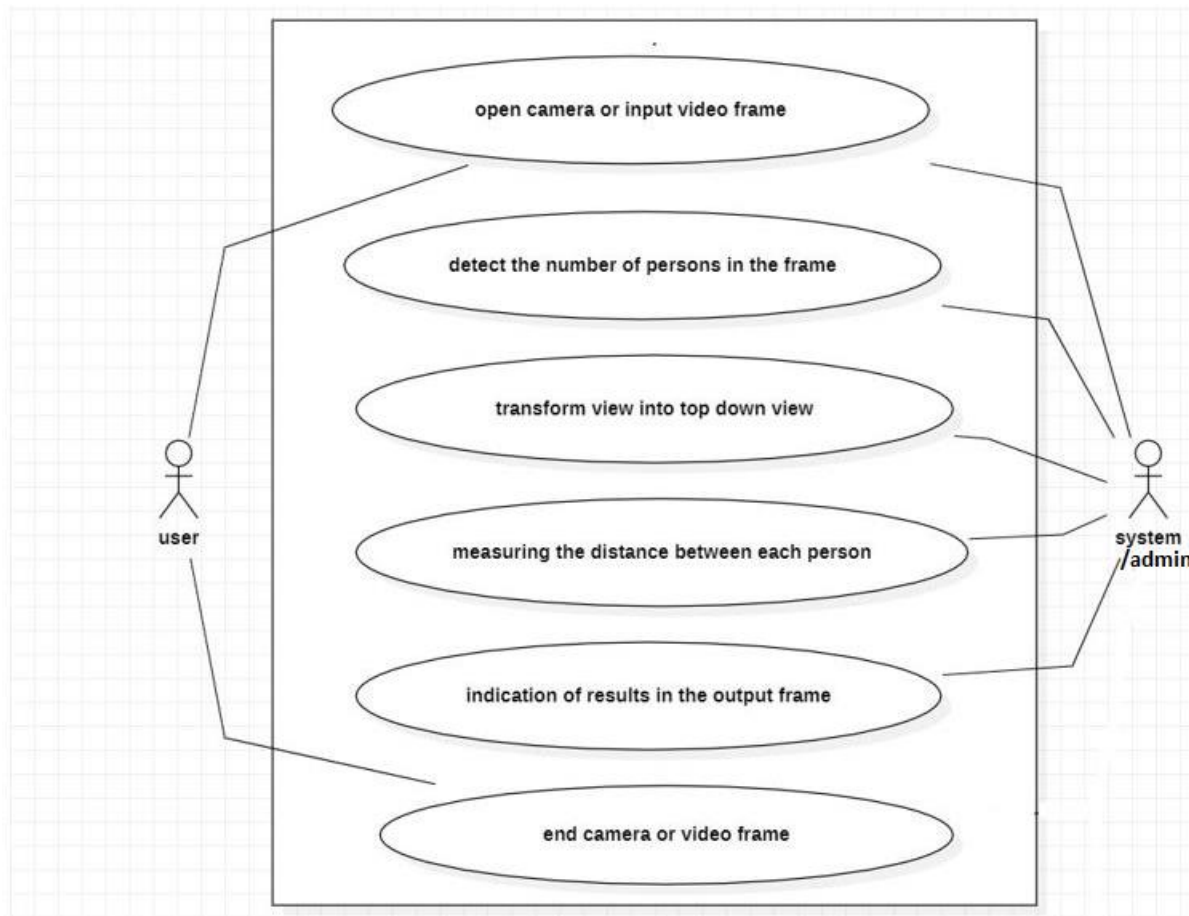 open camera or input video frame
detect the number of persons in the frame
transform view into top down view
user
system
/admin
measuring the distance between each person
indication of results in the output frame
end camera or video frame